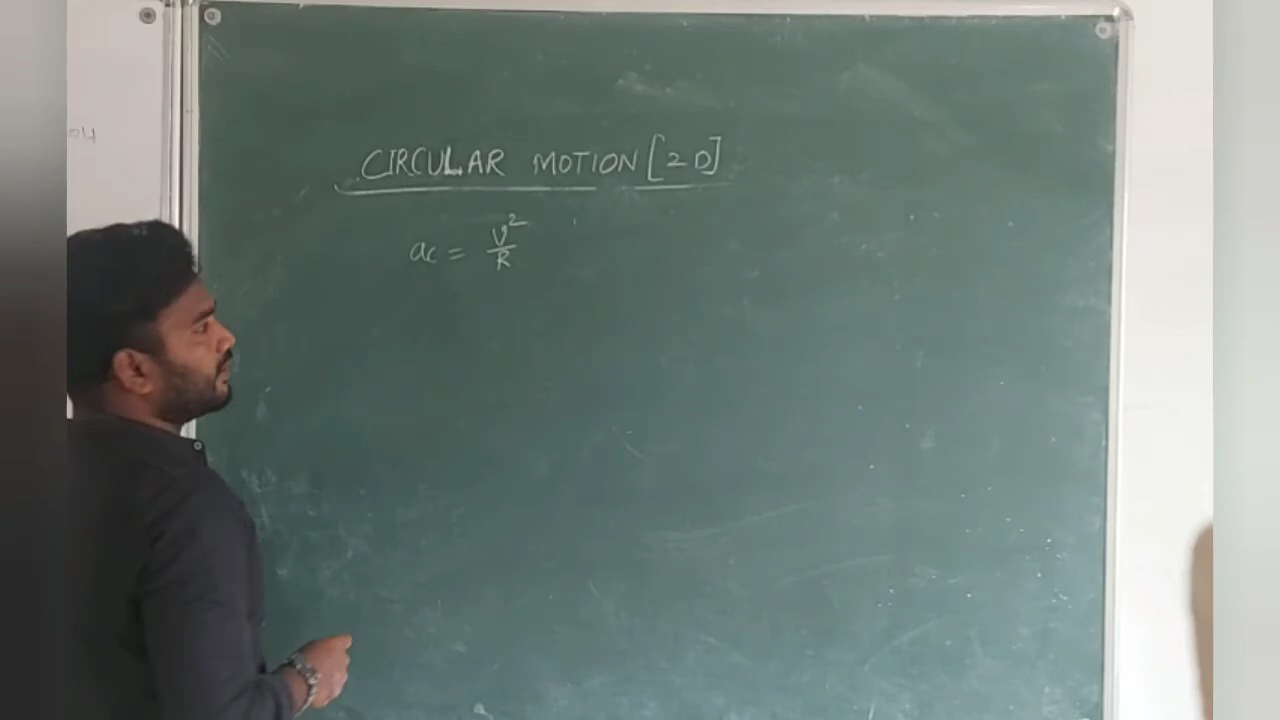 CIRCULAR MOTION [2D]
ac = v²/R